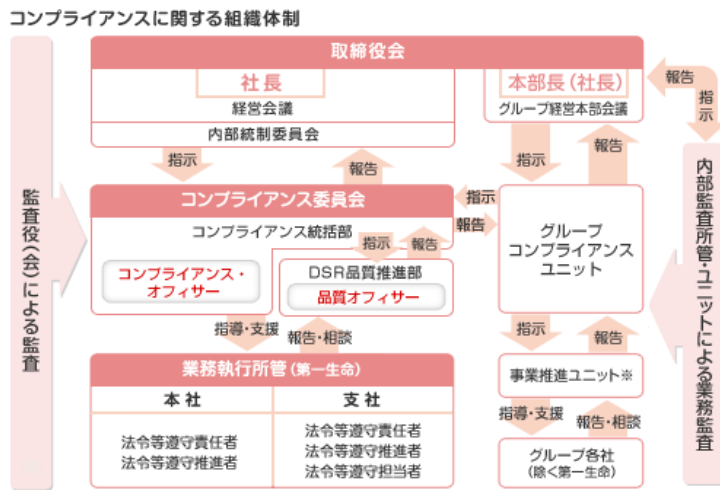 コンプライアンスに関する組織体制
取締役会
社長
経営会議
内部統制委員会
本部長(社長)
グループ経営本部会議
報告
指示
指示
報告
指示
報告
監査役(会)による監査
コンプライアンス委員会
コンプライアンス統括部
指示
報告
コンプライアンス・
オフィサー
DSR品質推進部
品質オフィサー
指示
報告
グループ
コンプライアンス
ユニット
内部監査所管・ユニットによる業務監査
指導・支援
報告・相談
指示
報告
業務執行所管(第一生命)
本社
支社
法令等遵守責任者
法令等遵守推進者
法令等遵守責任者
法令等遵守推進者
法令等遵守担当者
事業推進ユニット※
指導・支援
報告・相談
グループ各社
(除く第一生命)